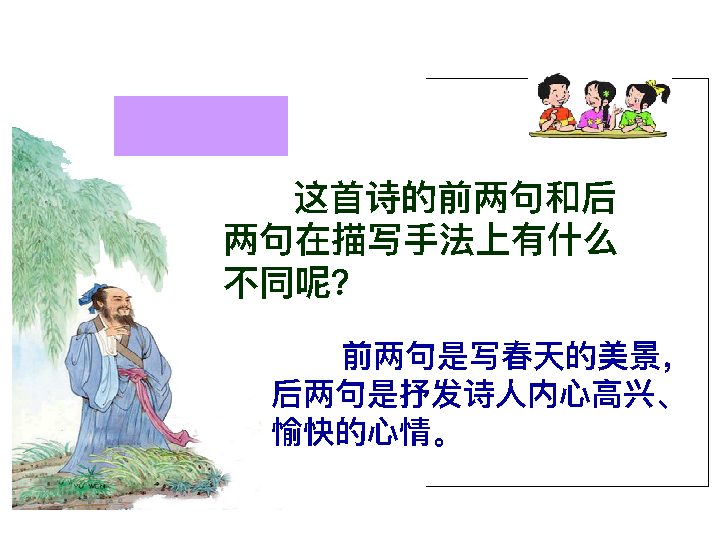 这首诗的前两句和后
两句在描写手法上有什么
不同呢？
前两句是写春天的美景，
后两句是抒发诗人内心高兴、
愉快的心情。